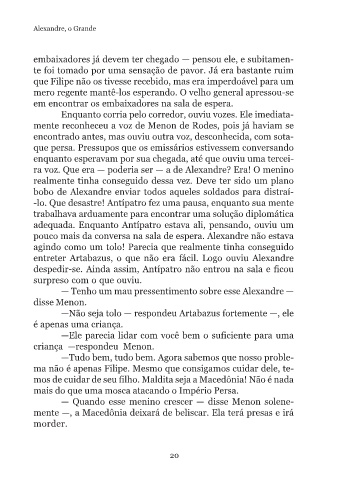 Alexandre, o Grande
embaixadores já devem ter chegado — pensou ele, e subitamen-
te foi tomado por uma sensação de pavor. Já era bastante ruim
que Filipe não os tivesse recebido, mas era imperdoável para um
mero regente mantê-los esperando. O velho general apressou-se
em encontrar os embaixadores na sala de espera.
Enquanto corria pelo corredor, ouviu vozes. Ele imediata-
mente reconheceu a voz de Menon de Rodes, pois já haviam se
encontrado antes, mas ouviu outra voz, desconhecida, com sota-
que persa. Pressupos que os emissários estivessem conversando
enquanto esperavam por sua chegada, até que ouviu uma tercei-
ra voz. Que era — poderia ser — a de Alexandre? Era! O menino
realmente tinha conseguido dessa vez. Deve ter sido um plano
bobo de Alexandre enviar todos aqueles soldados para distraí-
-lo. Que desastre! Antípatro fez uma pausa, enquanto sua mente
trabalhava arduamente para encontrar uma solução diplomática
adequada. Enquanto Antípatro estava ali, pensando, ouviu um
pouco mais da conversa na sala de espera. Alexandre não estava
agindo como um tolo! Parecia que realmente tinha conseguido
entreter Artabazus, o que não era fácil. Logo ouviu Alexandre
despedir-se. Ainda assim, Antípatro não entrou na sala e ficou
surpreso com o que ouviu.
— Tenho um mau pressentimento sobre esse Alexandre —
disse Menon.
—Não seja tolo — respondeu Artabazus fortemente —, ele
é apenas uma criança.
—Ele parecia lidar com você bem o suficiente para uma
criança —respondeu Menon.
—Tudo bem, tudo bem. Agora sabemos que nosso proble-
ma não é apenas Filipe. Mesmo que consigamos cuidar dele, te-
mos de cuidar de seu filho. Maldita seja a Macedônia! Não é nada
mais do que uma mosca atacando o Império Persa.
— Quando esse menino crescer — disse Menon solene-
mente —, a Macedônia deixará de beliscar. Ela terá presas e irá
morder.
20